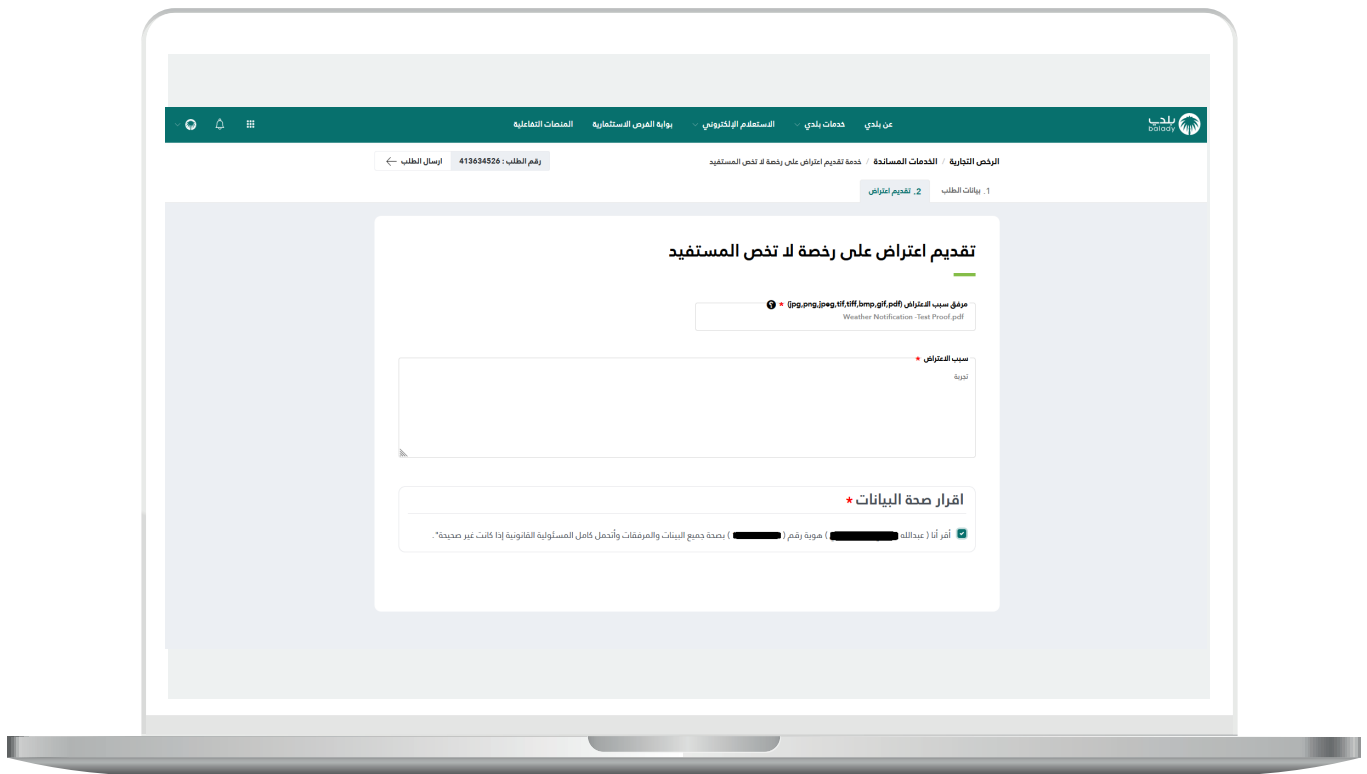 بلدي
balady
عن بلدي خدمات بلدي الاستعلام الإلكتروني بوابة الفرص الاستثمارية المنصات التفاعلية
الرخص التجارية / الخدمات المساندة / خدمة تقديم اعتراض على رخصة لا تخص المستفيد
رقم الطلب : 413634526 ارسال الطلب
1. بيانات الطلب 2. تقديم اعتراض
تقديم اعتراض على رخصة لا تخص المستفيد
مرفق سبب الاعتراض (jpg,png,jpeg,tif,tiff,bmp,gif,pdf) * ؟
Weather Notification -Text Proof.pdf
سبب الاعتراض *
تجربة
اقرار صحة البيانات *
أقر أنا ( عبدالله ) هوية رقم ( ) بصحة جميع البينات والمرفقات وأتحمل كامل المسئولية القانونية إذا كانت غير صحيحة".